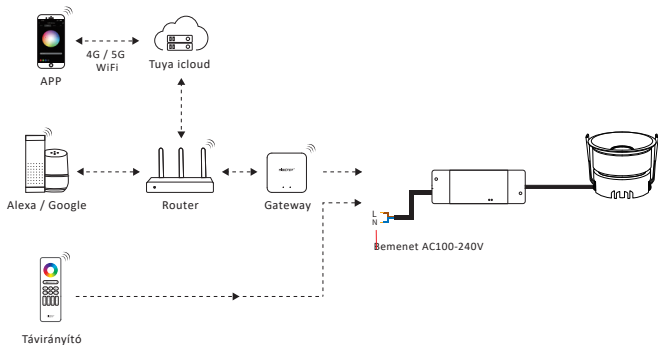 4G / 5G
WiFi
APP
Tuya icloud
Alexa / Google
Router
Gateway
L
N
Bemenet AC100-240V
Távirányító